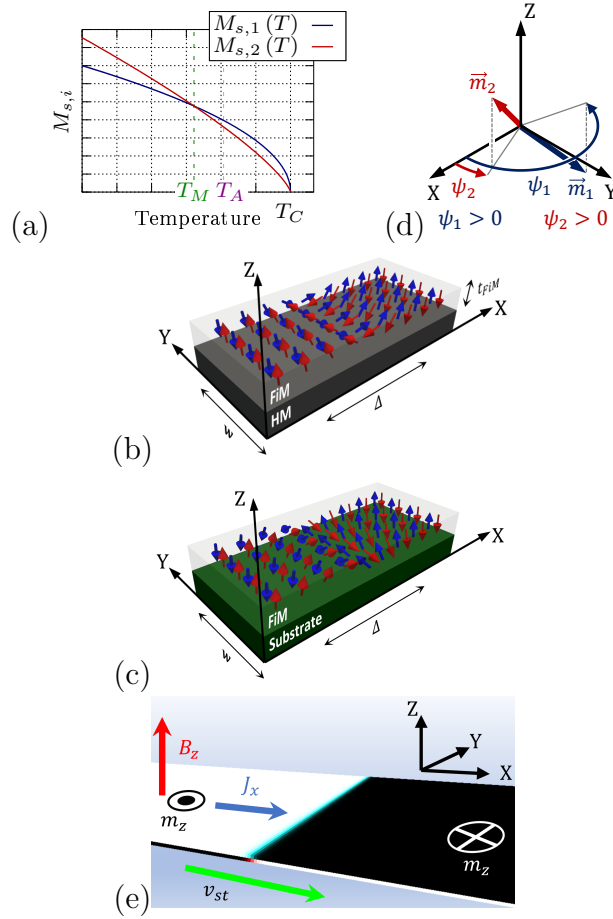 M_{s,1}(T)
M_{s,2}(T)
M_{s,i}
T_M T_A T_C
Temperature
(a)
Z
m⃗_2
X
ψ_2
ψ_1
m⃗_1
Y
(d)
ψ_1 > 0 ψ_2 > 0
Z
X
Y
t_{FiM}
FiM
HM
w
Δ
(b)
Z
X
Y
FiM
Substrate
w
Δ
(c)
B_z
Z
Y
X
J_x
m_z
m_z
v_{st}
(e)